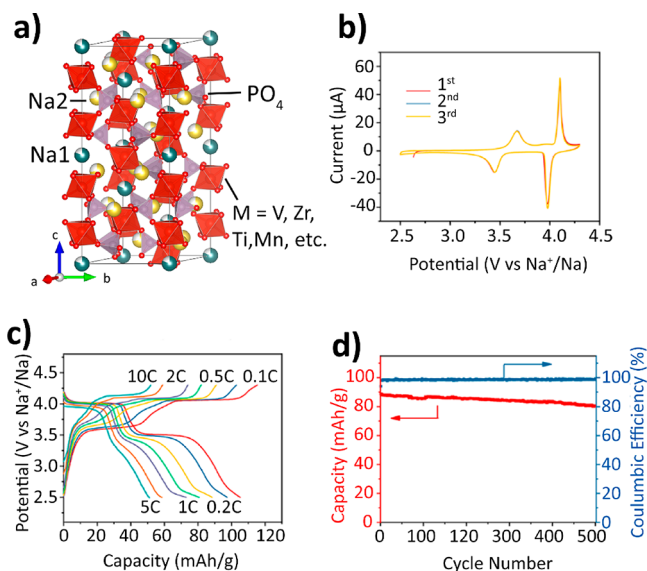 a)
Na2
PO4
Na1
M = V, Zr,
Ti,Mn, etc.
c
a
b
b)
1st
2nd
3rd
Current (µA)
60
40
20
0
-20
-40
2.5 3.0 3.5 4.0 4.5
Potential (V vs Na+/Na)
c)
Potential (V vs Na+/Na)
4.5
4.0
3.5
3.0
2.5
10C 2C 0.5C 0.1C
5C 1C 0.2C
0 20 40 60 80 100 120
Capacity (mAh/g)
d)
Capacity (mAh/g)
100
80
60
40
20
0
100
80
60
40
20
0
Coulumbic Efficiency (%)
0 100 200 300 400 500
Cycle Number